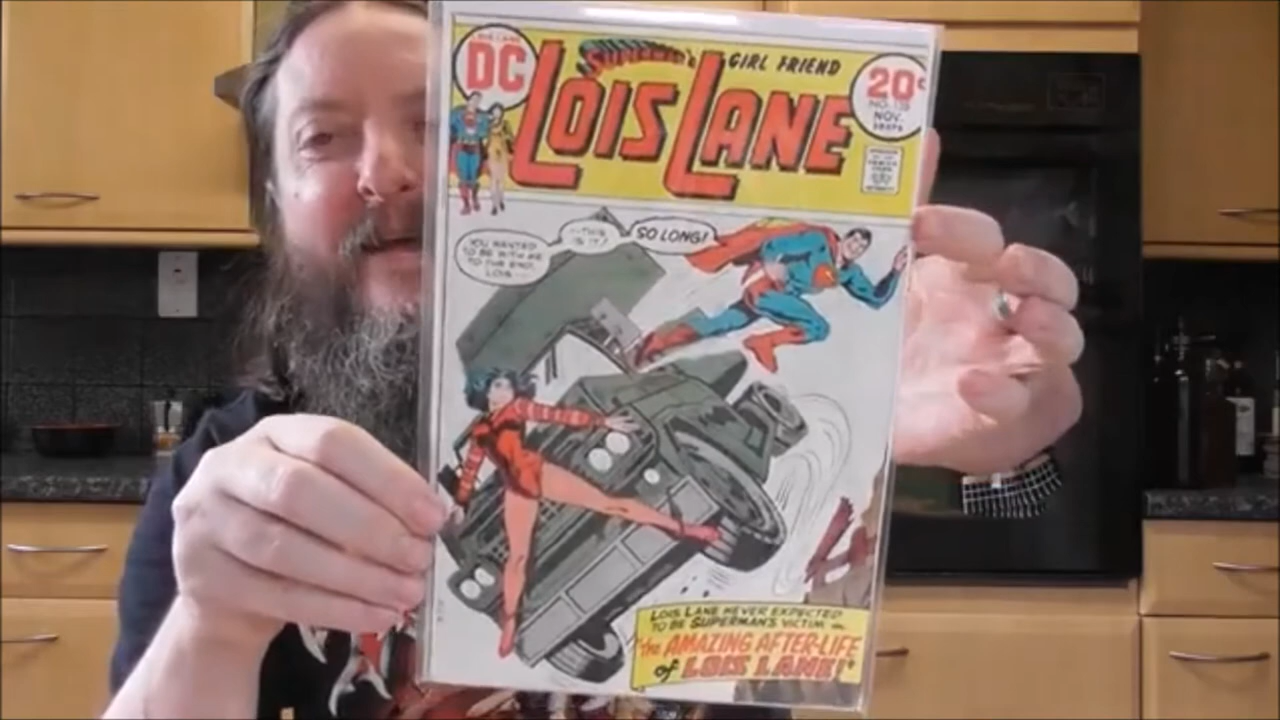 DC
SUPERMAN'S GIRL FRIEND
LOIS LANE
20¢
NOV.
YOU WANTED
TO BE WITH ME
TO THE END,
LOIS--
--THIS
IS IT!
SO LONG!
LOIS LANE NEVER EXPECTED
TO BE SUPERMAN'S VICTIM in
"the AMAZING AFTER-LIFE
of LOIS LANE!"